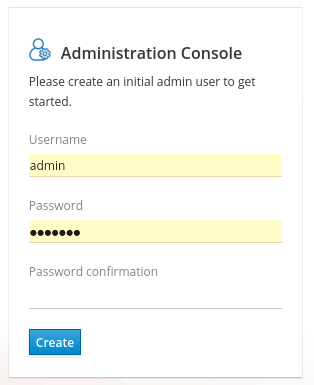 Administration Console
Please create an initial admin user to get
started.
Username
admin
Password
●●●●●●●
Password confirmation
Create